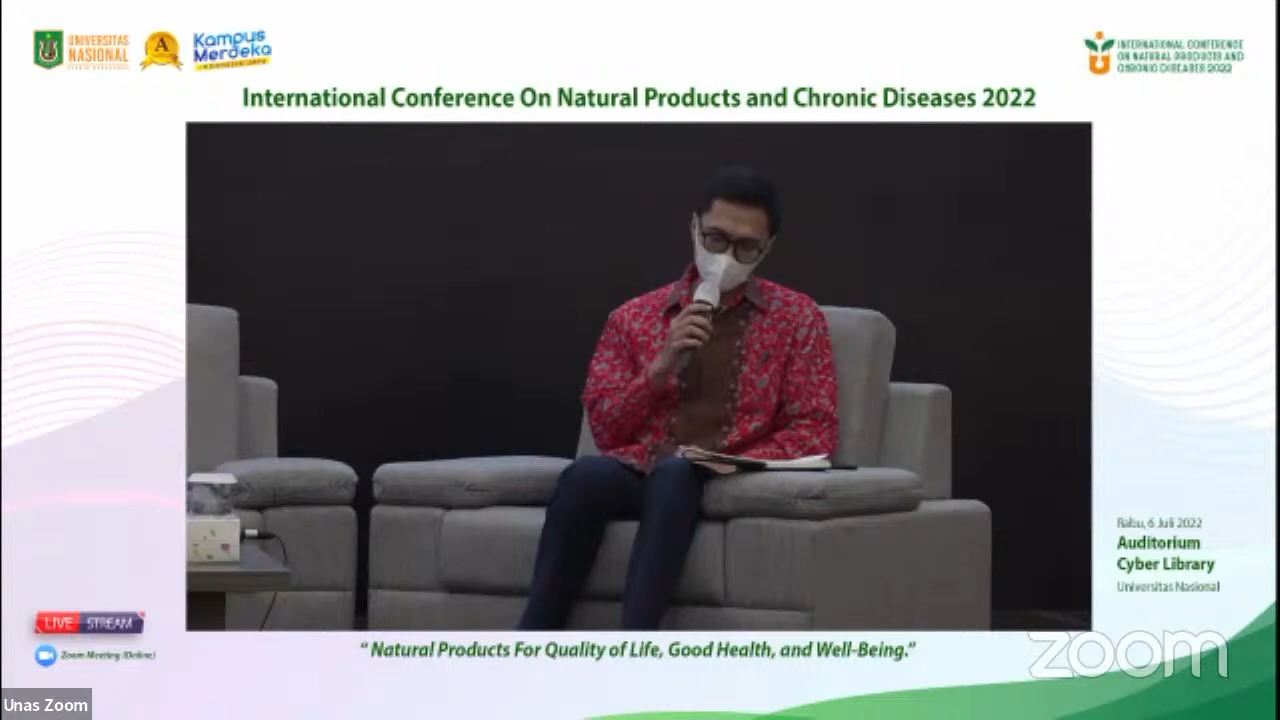 UNIVERSITAS
NASIONAL
A
Kampus
Merdeka
INTERNATIONAL CONFERENCE
ON NATURAL PRODUCTS AND
CHRONIC DISEASES 2022
International Conference On Natural Products and Chronic Diseases 2022
Rabu, 6 Juli 2022
Auditorium
Cyber Library
Universitas Nasional
LIVE STREAM
Zoom Meeting (Online)
“ Natural Products For Quality of Life, Good Health, and Well-Being.”
zoom
Unas Zoom